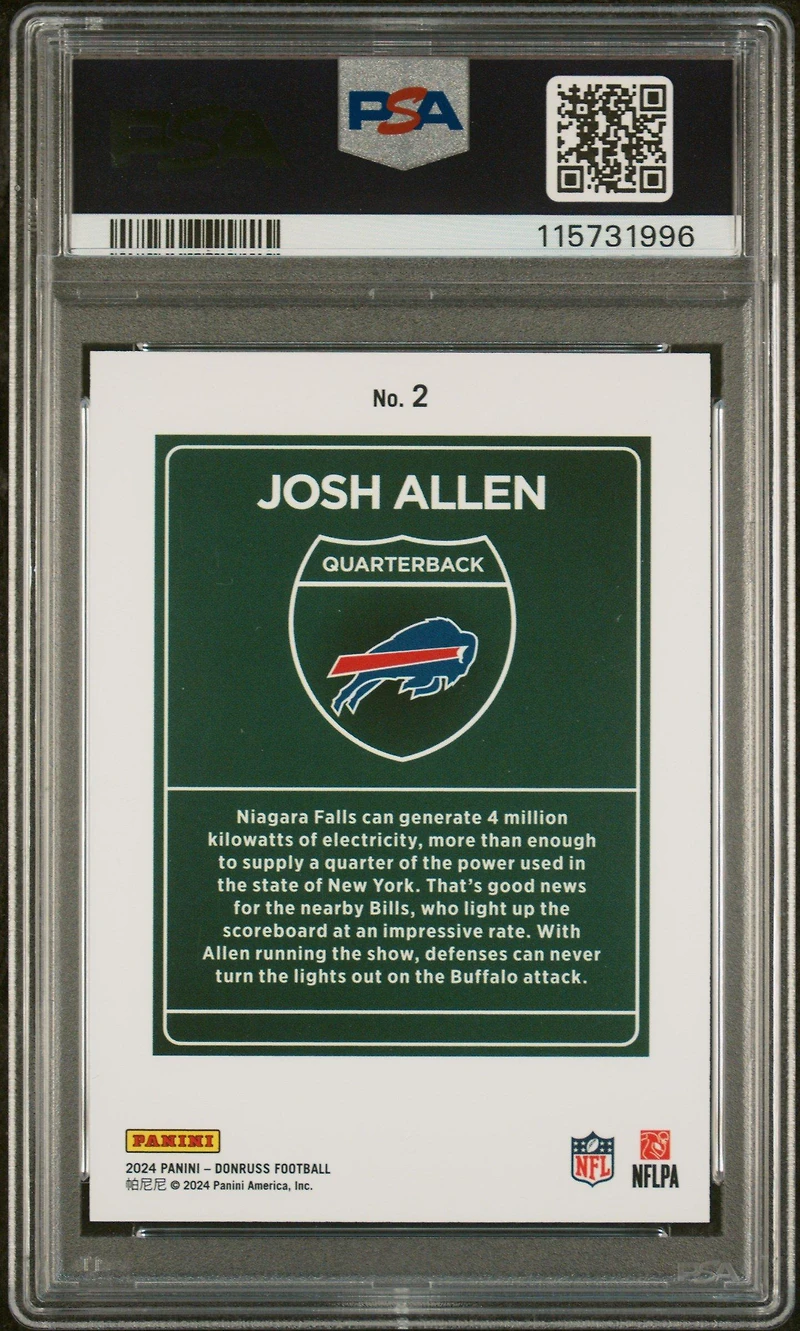 PSA
115731996
No. 2
JOSH ALLEN
QUARTERBACK
Niagara Falls can generate 4 million
kilowatts of electricity, more than enough
to supply a quarter of the power used in
the state of New York. That's good news
for the nearby Bills, who light up the
scoreboard at an impressive rate. With
Allen running the show, defenses can never
turn the lights out on the Buffalo attack.
PANINI
2024 PANINI – DONRUSS FOOTBALL
帕尼尼 © 2024 Panini America, Inc.
NFL
NFLPA
PSA